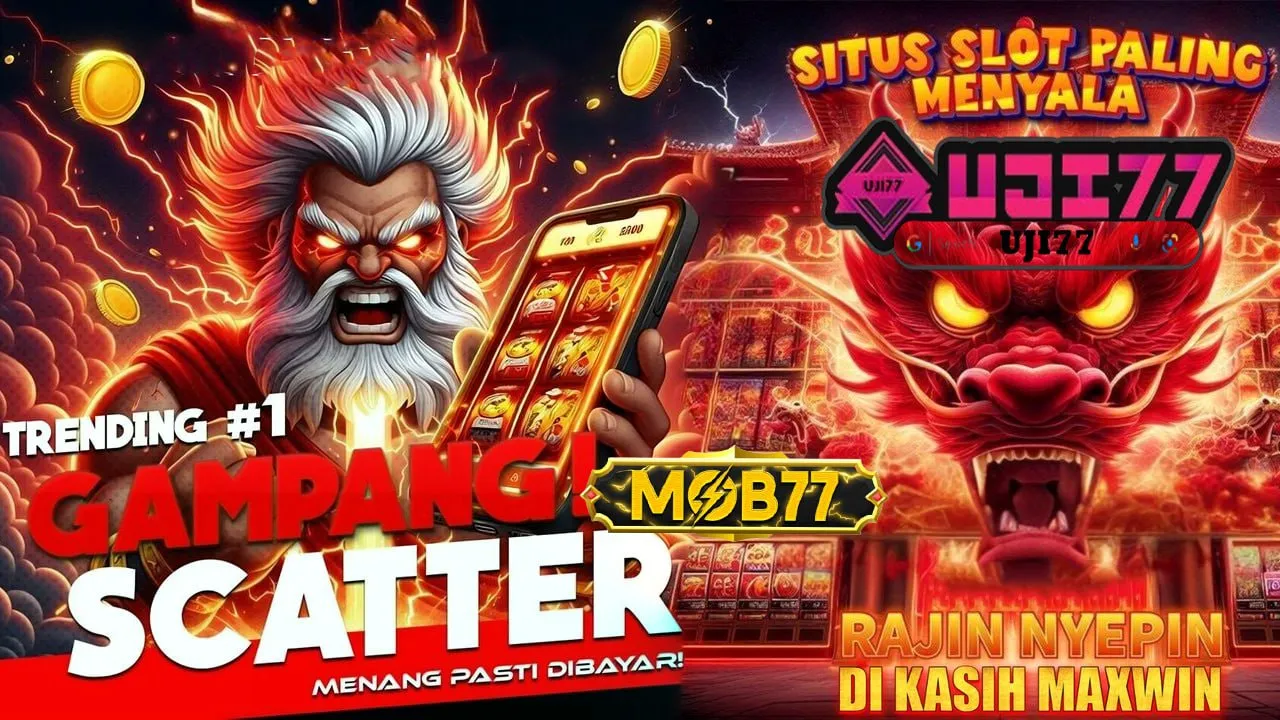 TRENDING #1
GAMPANG!
SCATTER
MENANG PASTI DIBAYAR!
MOB77
SITUS SLOT PALING
MENYALA
UJI77
UJI77
UJI77
RAJIN NYEPIN
DI KASIH MAXWIN